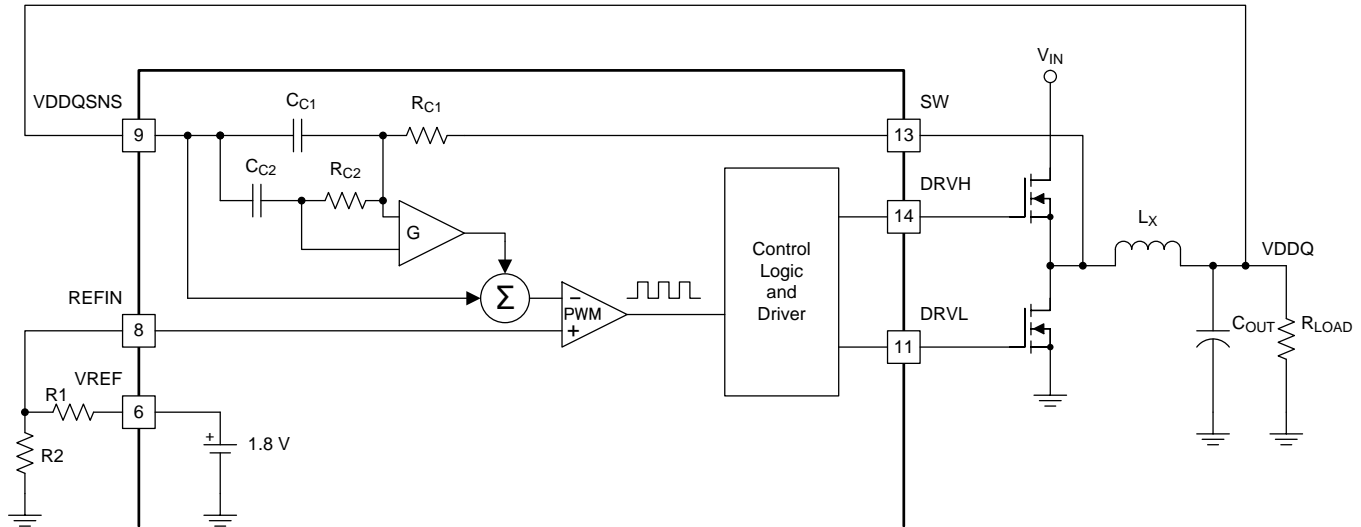 VIN
VDDQSNS
CC1
RC1
SW
9
13
CC2
RC2
DRVH
14
G
LX
VDDQ
Control
Logic
and
Driver
REFIN
Σ
−
PWM
+
8
DRVL
11
COUT
RLOAD
VREF
R1
6
R2
+
1.8 V